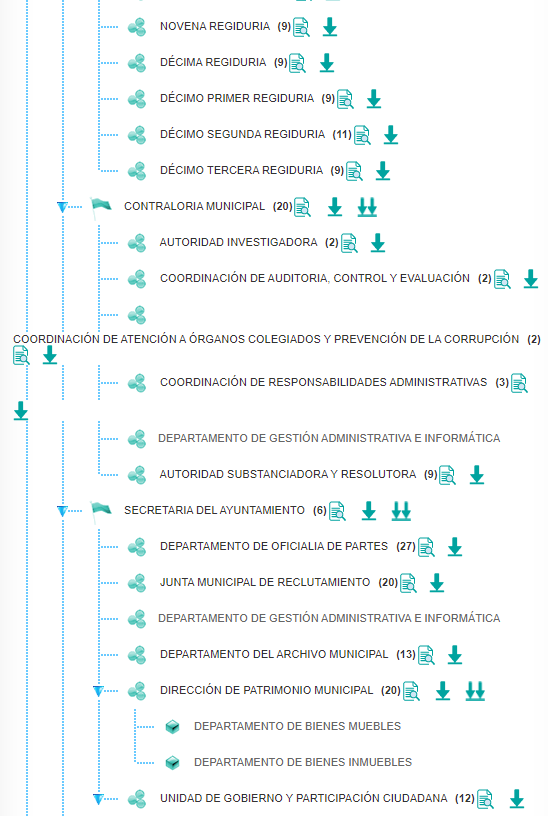 NOVENA REGIDURIA (9)
DÉCIMA REGIDURIA (9)
DÉCIMO PRIMER REGIDURIA (9)
DÉCIMO SEGUNDA REGIDURIA (11)
DÉCIMO TERCERA REGIDURIA (9)
CONTRALORIA MUNICIPAL (20)
AUTORIDAD INVESTIGADORA (2)
COORDINACIÓN DE AUDITORIA, CONTROL Y EVALUACIÓN (2)
COORDINACIÓN DE ATENCIÓN A ÓRGANOS COLEGIADOS Y PREVENCIÓN DE LA CORRUPCIÓN (2)
COORDINACIÓN DE RESPONSABILIDADES ADMINISTRATIVAS (3)
DEPARTAMENTO DE GESTIÓN ADMINISTRATIVA E INFORMÁTICA
AUTORIDAD SUBSTANCIADORA Y RESOLUTORA (9)
SECRETARIA DEL AYUNTAMIENTO (6)
DEPARTAMENTO DE OFICIALIA DE PARTES (27)
JUNTA MUNICIPAL DE RECLUTAMIENTO (20)
DEPARTAMENTO DE GESTIÓN ADMINISTRATIVA E INFORMÁTICA
DEPARTAMENTO DEL ARCHIVO MUNICIPAL (13)
DIRECCIÓN DE PATRIMONIO MUNICIPAL (20)
DEPARTAMENTO DE BIENES MUEBLES
DEPARTAMENTO DE BIENES INMUEBLES
UNIDAD DE GOBIERNO Y PARTICIPACIÓN CIUDADANA (12)